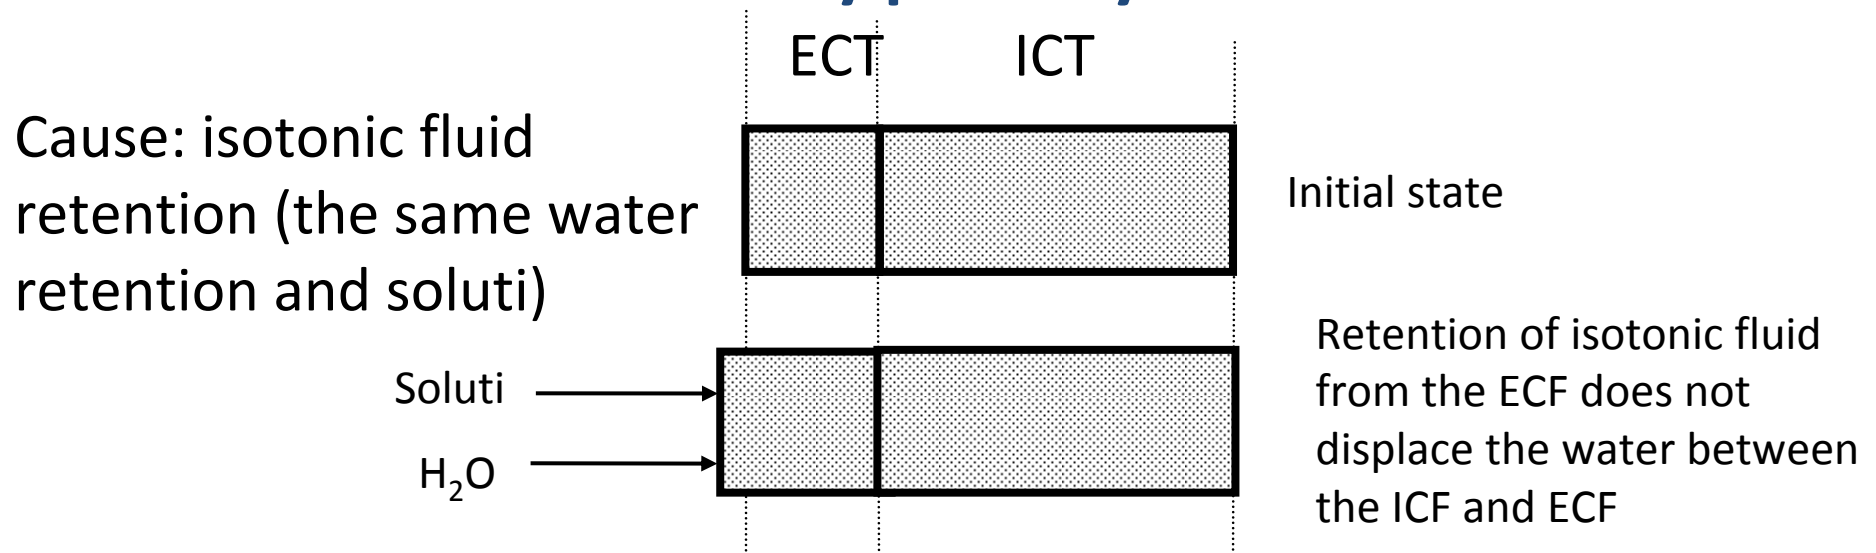 ECT
ICT
Cause: isotonic fluid
retention (the same water
retention and soluti)
Initial state
Soluti
H₂O
Retention of isotonic fluid
from the ECF does not
displace the water between
the ICF and ECF